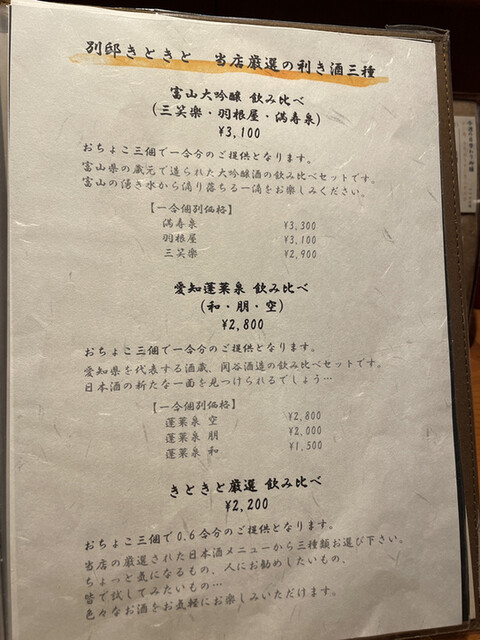 別邸きときと 当店厳選の利き酒三種
富山大吟醸 飲み比べ
(三笑楽・羽根屋・満寿泉)
¥3,100
おちょこ三個で一合分のご提供となります。
富山県の蔵元で造られた大吟醸酒の飲み比べセットです。
富山の湧き水から滴り落ちる一滴をお楽しみください。
【一合個別価格】
満寿泉 ¥3,300
羽根屋 ¥3,100
三笑楽 ¥2,900
愛知蓬莱泉 飲み比べ
(和・朋・空)
¥2,800
おちょこ三個で一合分のご提供となります。
愛知県を代表する酒蔵、関谷酒造の飲み比べセットです。
日本酒の新たな一面を見つけられるでしょう…
【一合個別価格】
蓬莱泉 空 ¥2,800
蓬莱泉 朋 ¥2,000
蓬莱泉 和 ¥1,500
きときと厳選 飲み比べ
¥2,200
おちょこ三個で0.6合分のご提供となります。
当店の厳選された日本酒メニューから三種類お選び下さい。
ちょっと気になるもの、人にお勧めしたいもの、
皆で試してみたいもの…
色々なお酒をお気軽にお楽しみいただけます。